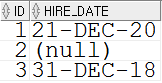 ID HIRE_DATE
1 21-DEC-20
2 (null)
3 31-DEC-18